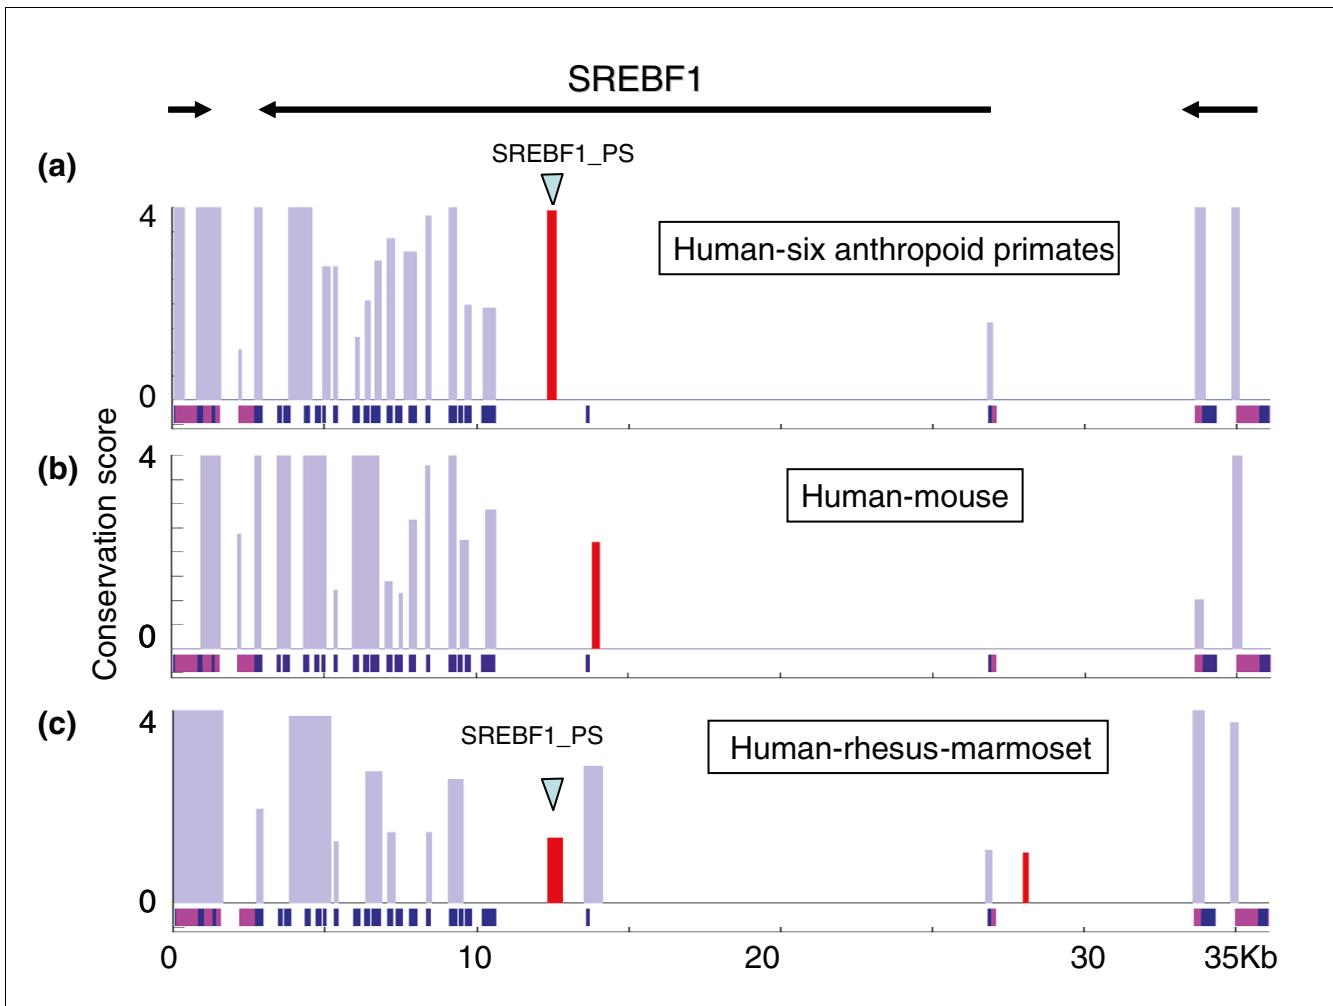 SREBF1
(a)
SREBF1_PS
4
Human-six anthropoid primates
0
(b)
4
Human-mouse
0
Conservation score
(c)
SREBF1_PS
4
Human-rhesus-marmoset
0
0 10 20 30 35Kb